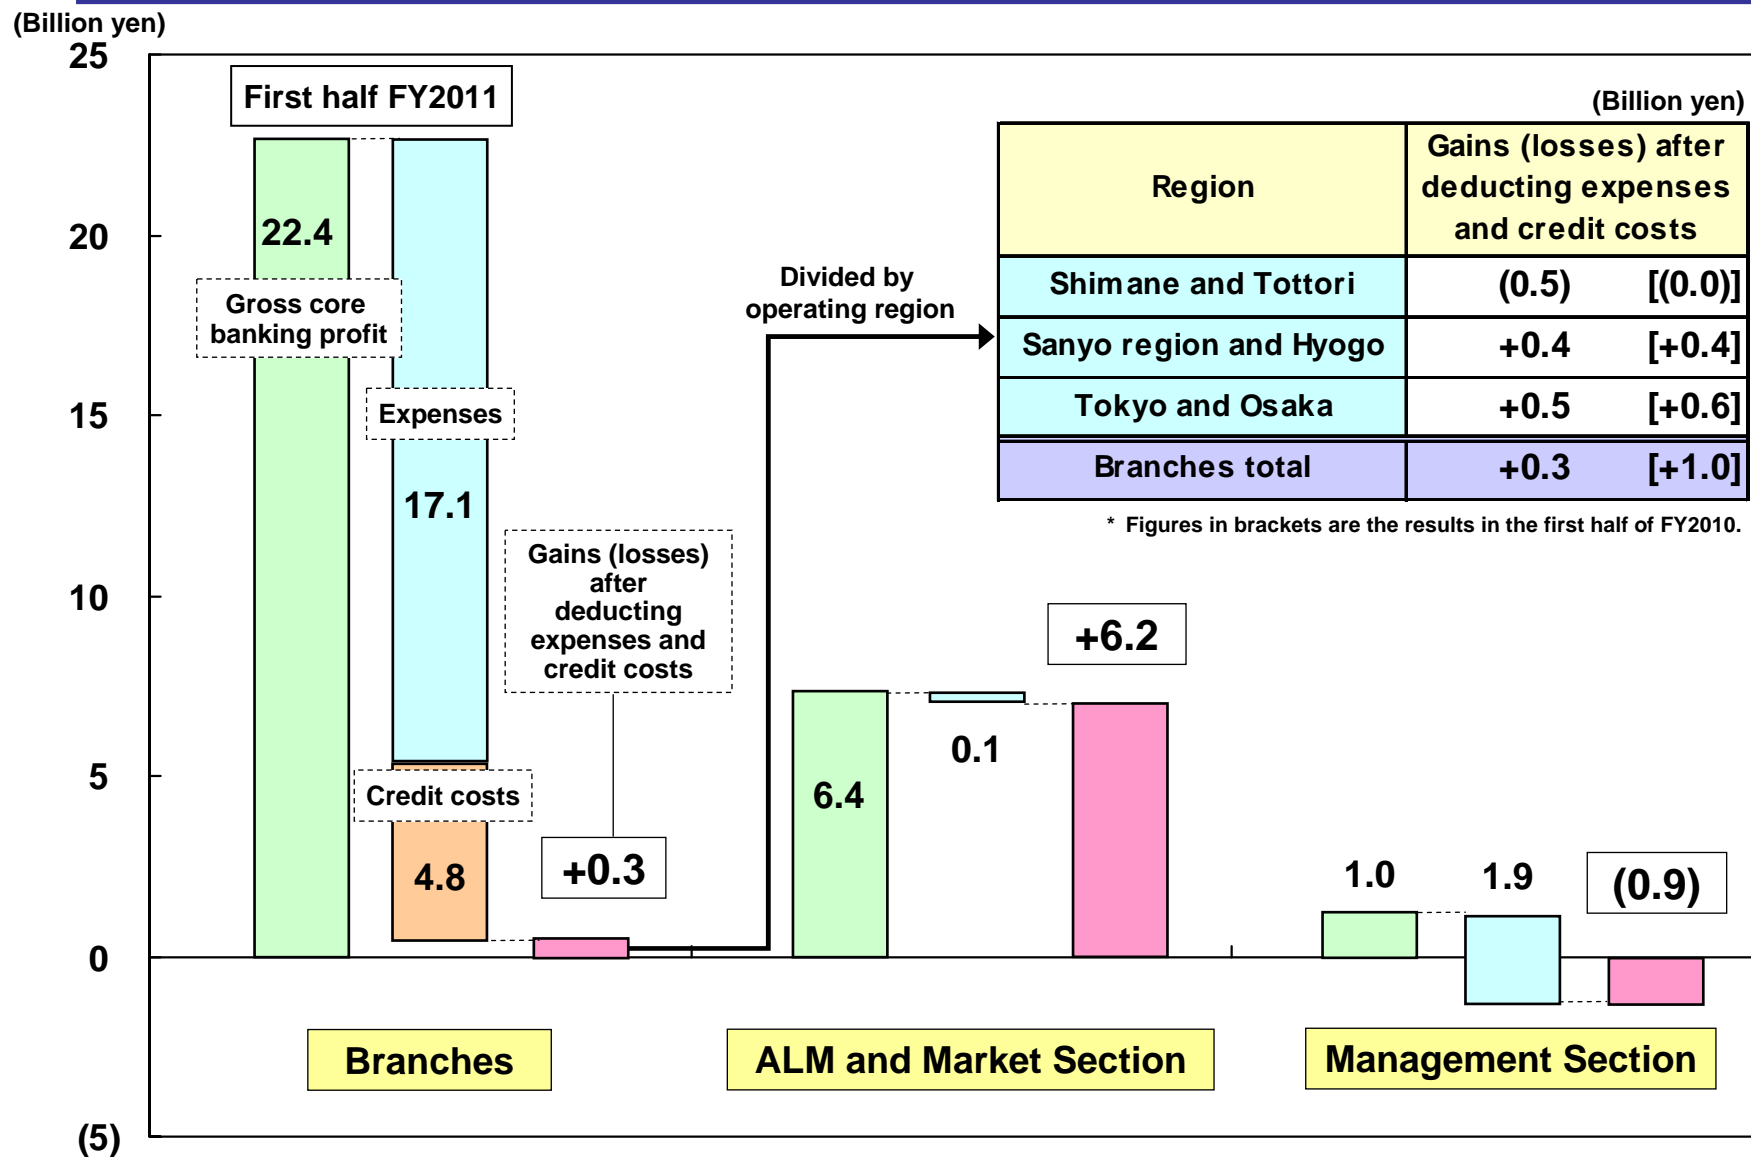 (Billion yen)
25
20
15
10
5
0
(5)
First half FY2011
22.4
Gross core
banking profit
Expenses
17.1
Credit costs
4.8
Gains (losses)
after
deducting
expenses and
credit costs
+0.3
Divided by
operating region
(Billion yen)
Region Gains (losses) after
deducting expenses
and credit costs
Shimane and Tottori (0.5) [(0.0)]
Sanyo region and Hyogo +0.4 [+0.4]
Tokyo and Osaka +0.5 [+0.6]
Branches total +0.3 [+1.0]
* Figures in brackets are the results in the first half of FY2010.
6.4
0.1
+6.2
1.0
1.9
(0.9)
Branches
ALM and Market Section
Management Section